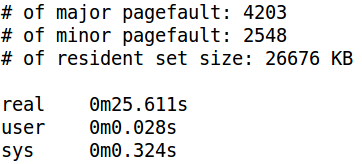 # of major pagefault: 4203
# of minor pagefault: 2548
# of resident set size: 26676 KB
real 0m25.611s
user 0m0.028s
sys 0m0.324s